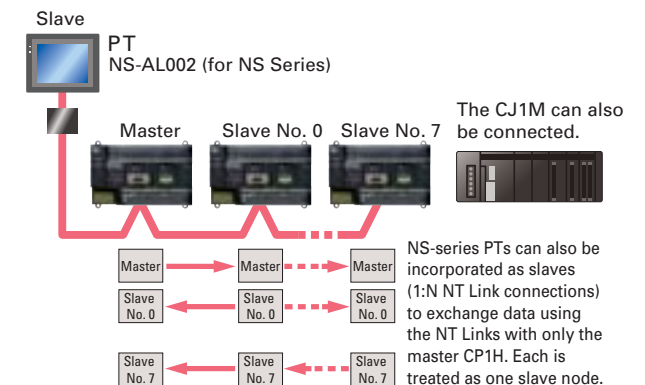 Slave
PT
NS-AL002 (for NS Series)
Master
Slave No. 0
Slave No. 7
The CJ1M can also
be connected.
Master
Master
Master
Slave
No. 0
Slave
No. 0
Slave
No. 0
Slave
No. 7
Slave
No. 7
Slave
No. 7
NS-series PTs can also be
incorporated as slaves
(1:N NT Link connections)
to exchange data using
the NT Links with only the
master CP1H. Each is
treated as one slave node.